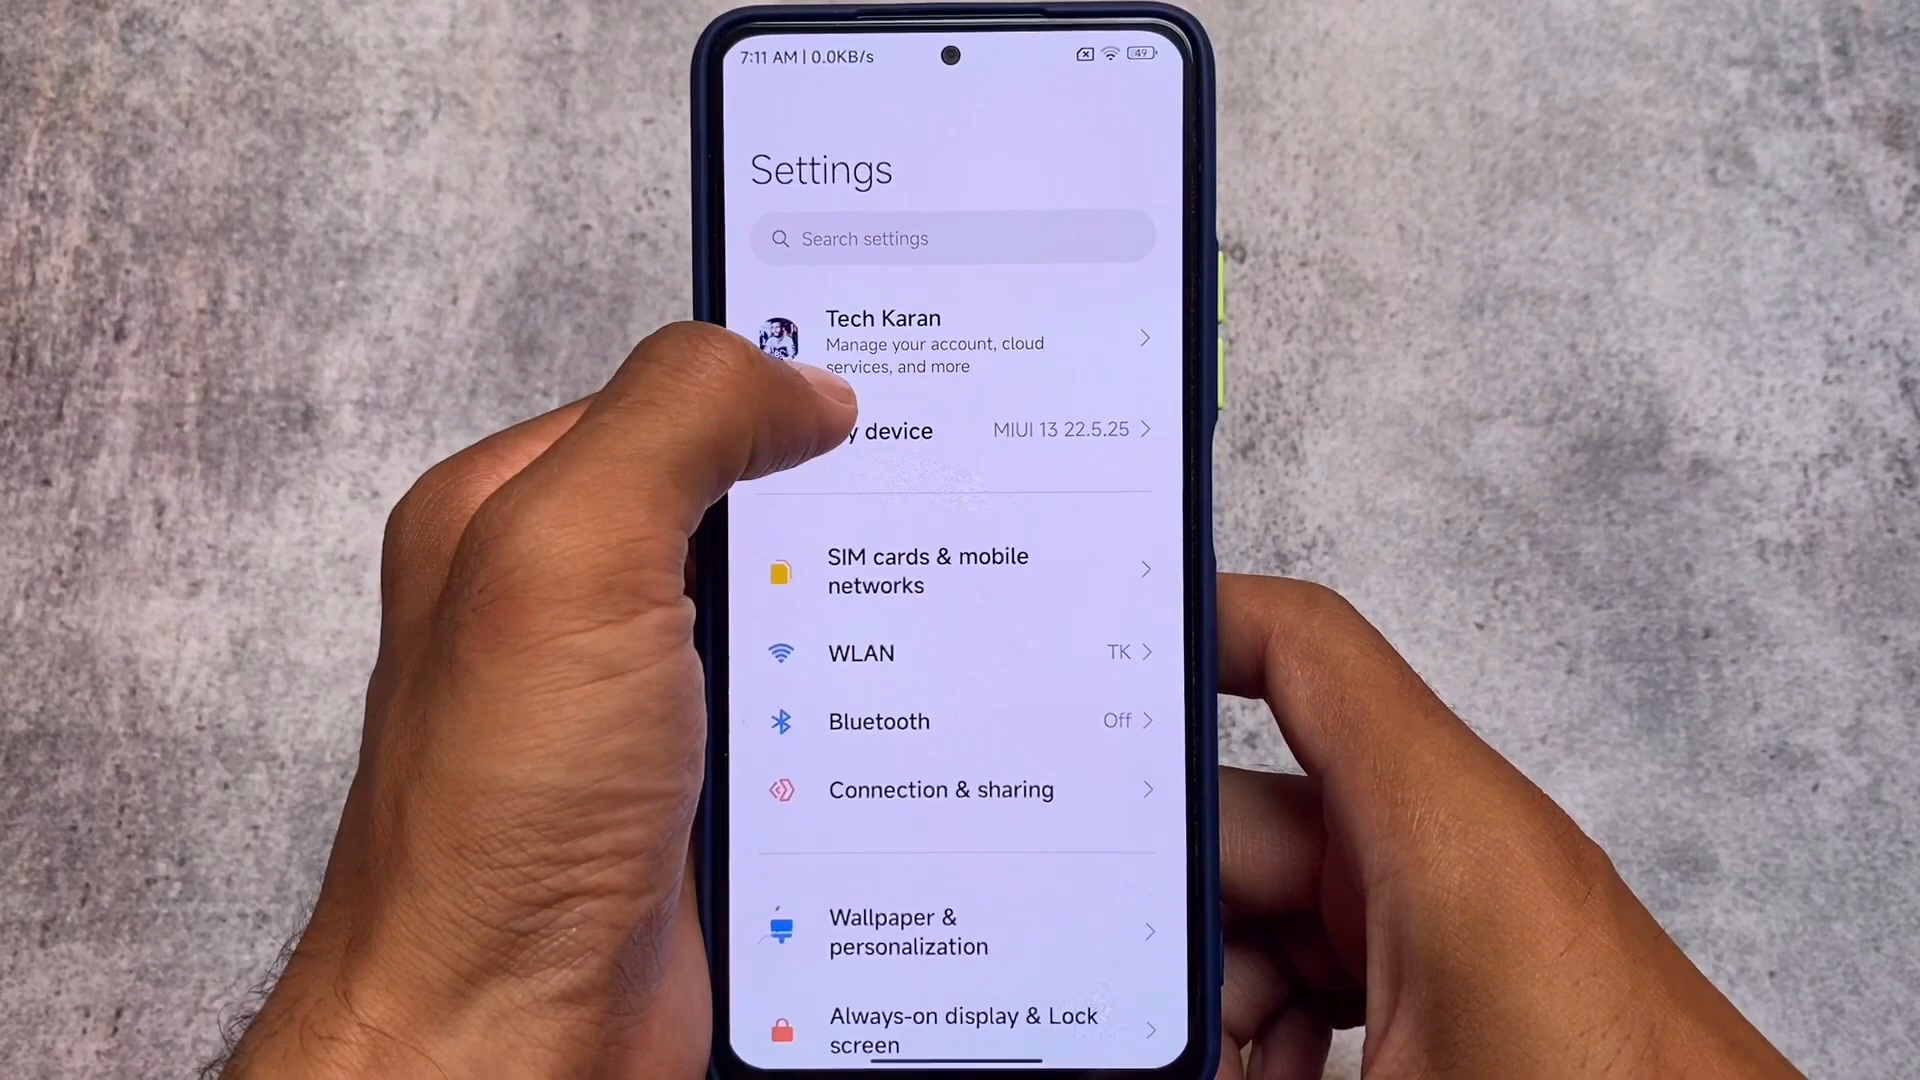 7:11 AM | 0.0KB/s
49
Settings
Search settings
Tech Karan
Manage your account, cloud
services, and more
y device
MIUI 13 22.5.25
SIM cards & mobile
networks
WLAN
TK
Bluetooth
Off
Connection & sharing
Wallpaper &
personalization
Always-on display & Lock
screen